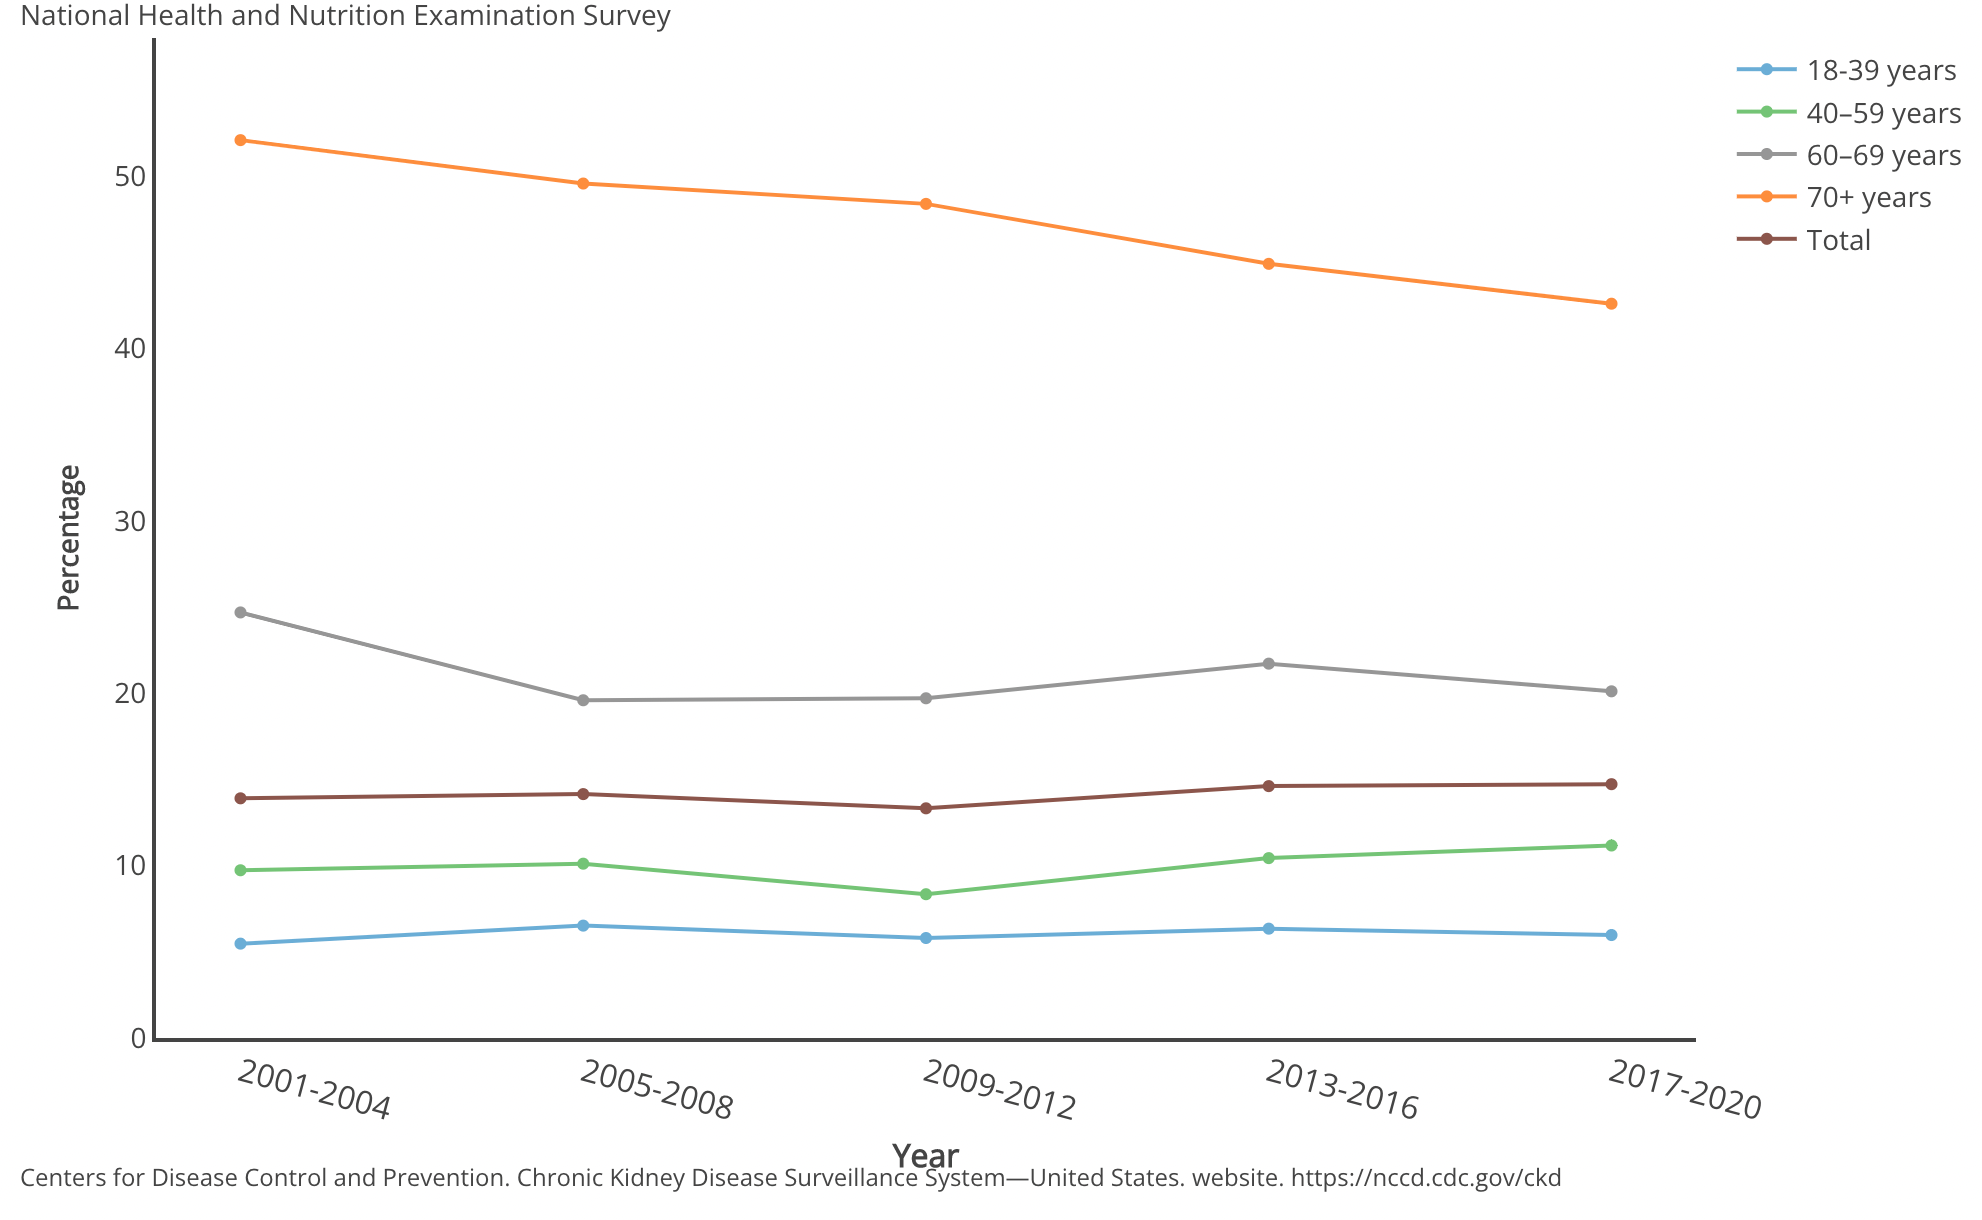 National Health and Nutrition Examination Survey
18-39 years
40–59 years
60–69 years
70+ years
Total
50
40
30
20
10
0
Percentage
2001-2004
2005-2008
2009-2012
2013-2016
2017-2020
Year
Centers for Disease Control and Prevention. Chronic Kidney Disease Surveillance System—United States. website. https://nccd.cdc.gov/ckd